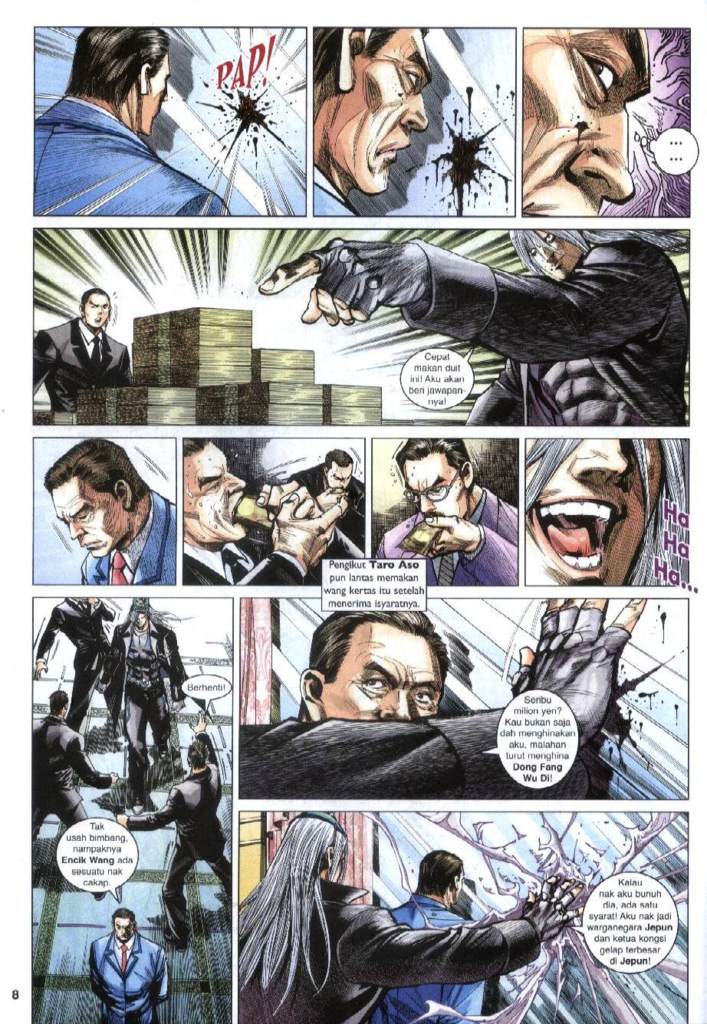 PAP!
...
...
Cepat
makan duit
ini! Aku akan
beri jawapan-
nya!
Pengikut Taro Aso
pun lantas memakan
wang kertas itu setelah
menerima isyaratnya.
Ha
Ha
Ha...
Berhenti!
Tak
usah bimbang,
nampaknya
Encik Wang ada
sesuatu nak
cakap.
Seribu
milion yen?
Kau bukan saja
dah menghinakan
aku, malahan
turut menghina
Dong Fang
Wu Di!
Kalau
nak aku bunuh
dia, ada satu
syarat! Aku nak jadi
warganegara Jepun
dan ketua kongsi
gelap terbesar
di Jepun!
8